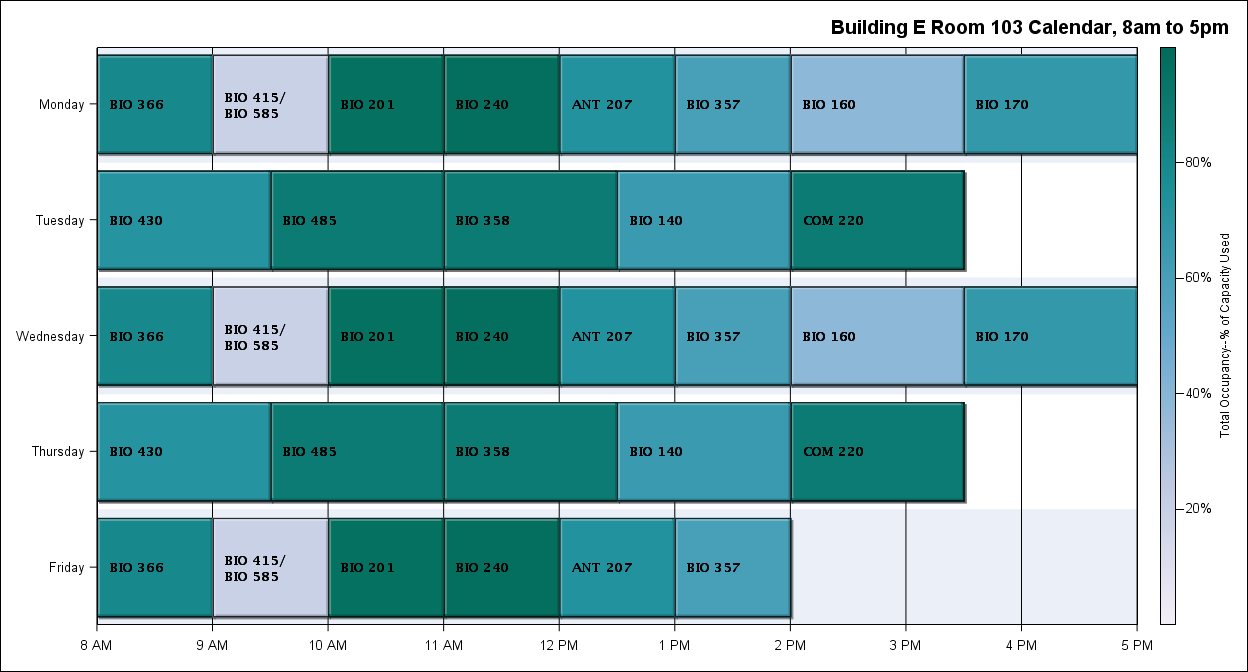 Building E Room 103 Calendar, 8am to 5pm
Monday
BIO 366
BIO 415/
BIO 585
BIO 201
BIO 240
ANT 207
BIO 357
BIO 160
BIO 170
Tuesday
BIO 430
BIO 485
BIO 358
BIO 140
COM 220
Wednesday
BIO 366
BIO 415/
BIO 585
BIO 201
BIO 240
ANT 207
BIO 357
BIO 160
BIO 170
Thursday
BIO 430
BIO 485
BIO 358
BIO 140
COM 220
Friday
BIO 366
BIO 415/
BIO 585
BIO 201
BIO 240
ANT 207
BIO 357
8 AM
9 AM
10 AM
11 AM
12 PM
1 PM
2 PM
3 PM
4 PM
5 PM
80%
60%
40%
20%
Total Occupancy--% of Capacity Used